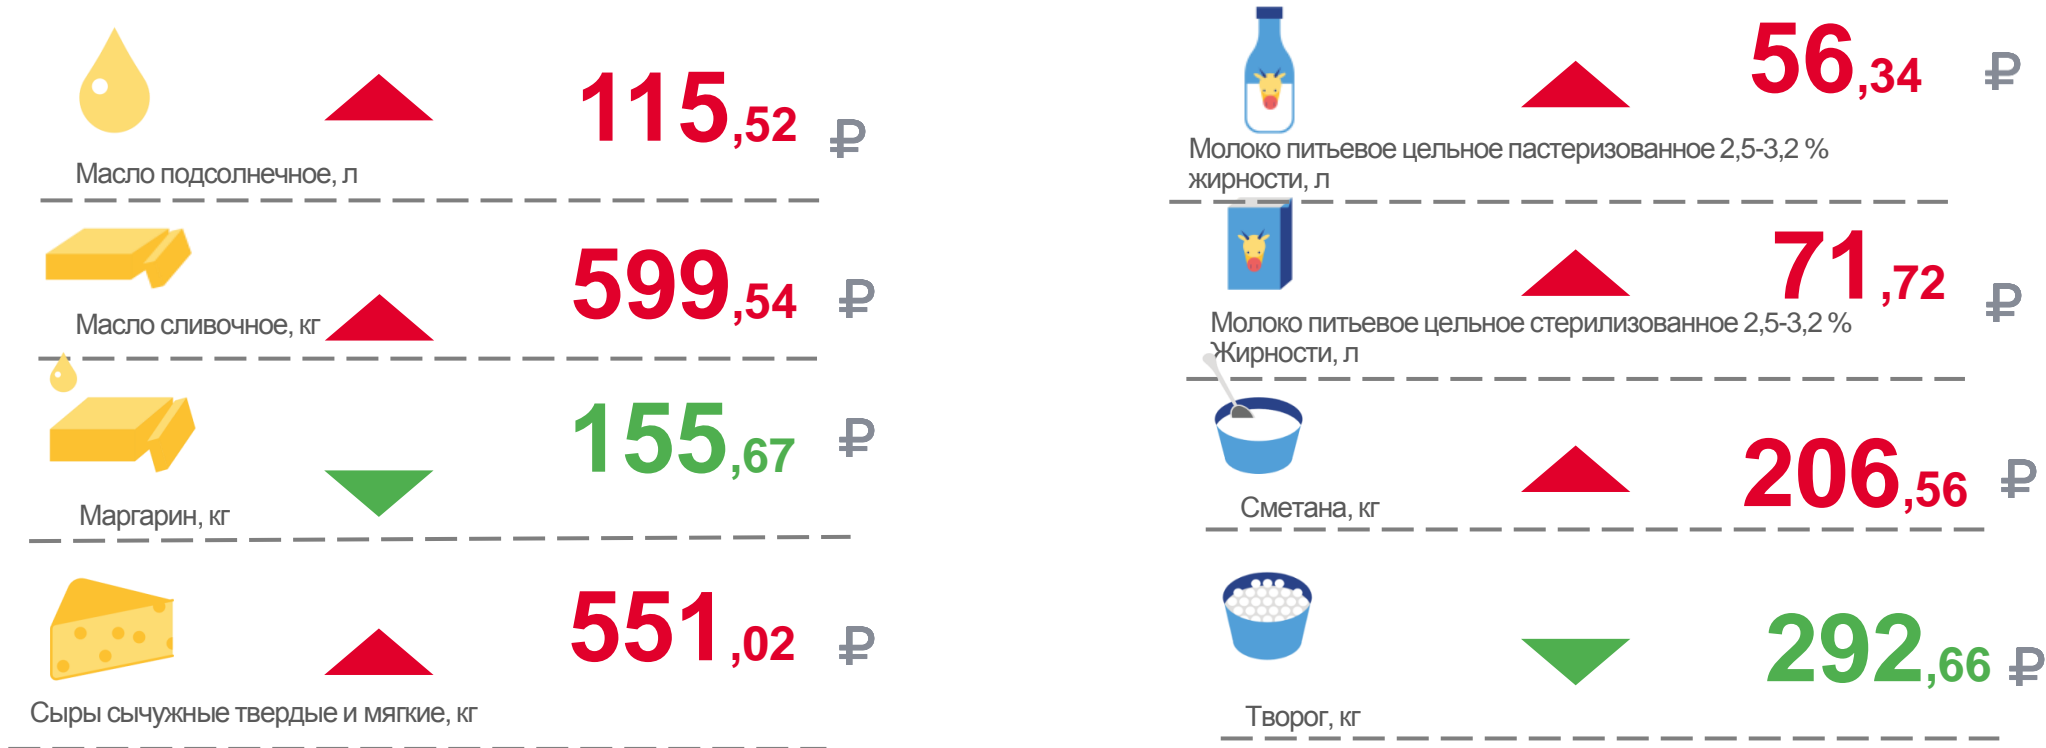 115,52 ₽
Масло подсолнечное, л
599,54 ₽
Масло сливочное, кг
155,67 ₽
Маргарин, кг
551,02 ₽
Сыры сычужные твердые и мягкие, кг
56,34 ₽
Молоко питьевое цельное пастеризованное 2,5-3,2 %
жирности, л
71,72 ₽
Молоко питьевое цельное стерилизованное 2,5-3,2 %
Жирности, л
206,56 ₽
Сметана, кг
292,66 ₽
Творог, кг